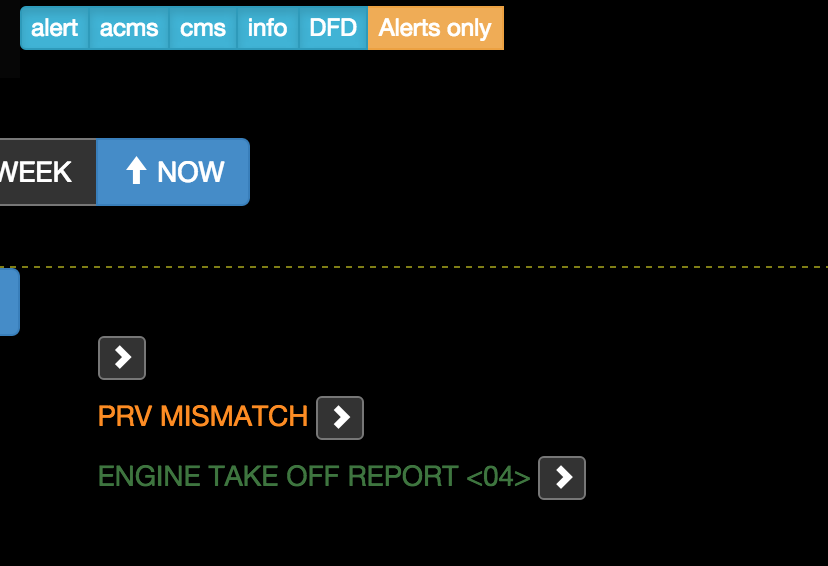 alert acms cms info DFD Alerts only
WEEK NOW
PRV MISMATCH
ENGINE TAKE OFF REPORT <04>